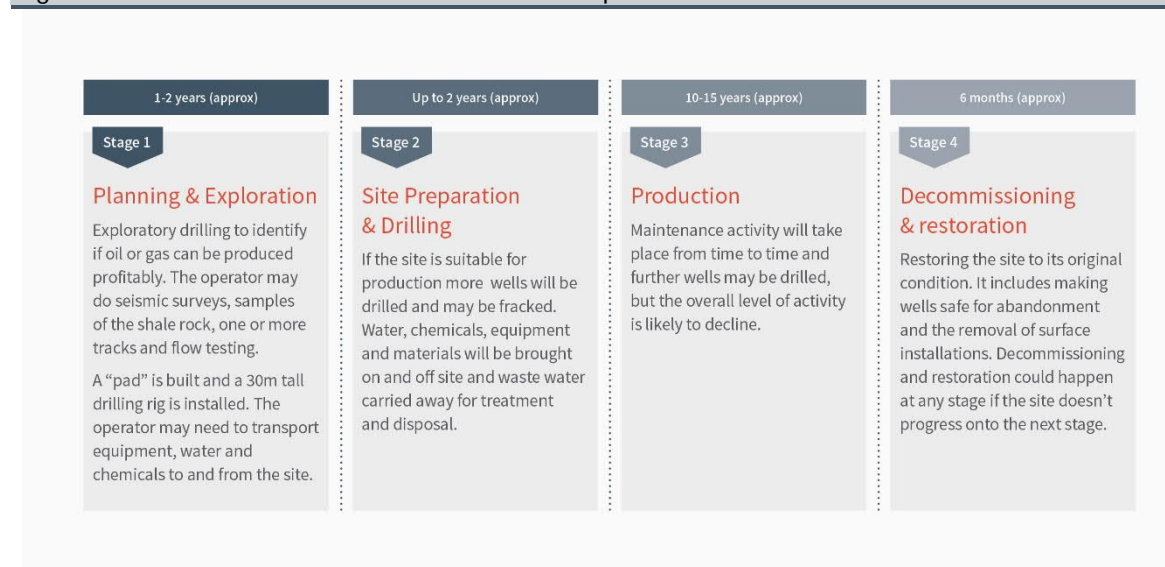 1-2 years (approx)
Stage 1
Planning & Exploration
Exploratory drilling to identify
if oil or gas can be produced
profitably. The operator may
do seismic surveys, samples
of the shale rock, one or more
tracks and flow testing.
A “pad” is built and a 30m tall
drilling rig is installed. The
operator may need to transport
equipment, water and
chemicals to and from the site.
Up to 2 years (approx)
Stage 2
Site Preparation
& Drilling
If the site is suitable for
production more wells will be
drilled and may be fracked.
Water, chemicals, equipment
and materials will be brought
on and off site and waste water
carried away for treatment
and disposal.
10-15 years (approx)
Stage 3
Production
Maintenance activity will take
place from time to time and
further wells may be drilled,
but the overall level of activity
is likely to decline.
6 months (approx)
Stage 4
Decommissioning
& restoration
Restoring the site to its original
condition. It includes making
wells safe for abandonment
and the removal of surface
installations. Decommissioning
and restoration could happen
at any stage if the site doesn’t
progress onto the next stage.